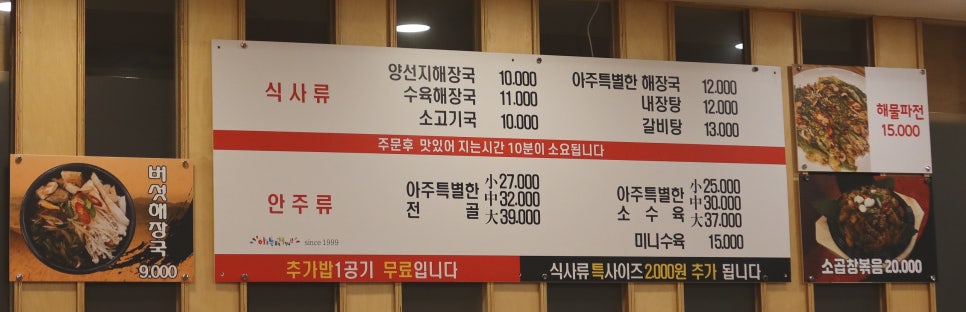 버섯해장국
9.000
식사류
양선지해장국 10.000
수육해장국 11.000
소고기국 10.000
아주특별한 해장국 12.000
내장탕 12.000
갈비탕 13.000
주문후 맛있어 지는시간 10분이 소요됩니다
안주류
아주특별한 전골
小 27.000
中 32.000
大 39.000
아주특별한 소수육
小 25.000
中 30.000
大 37.000
미니수육 15.000
since 1999
추가밥1공기 무료입니다
식사류 특사이즈 2.000원 추가 됩니다
해물파전
15.000
소곱창볶음 20.000